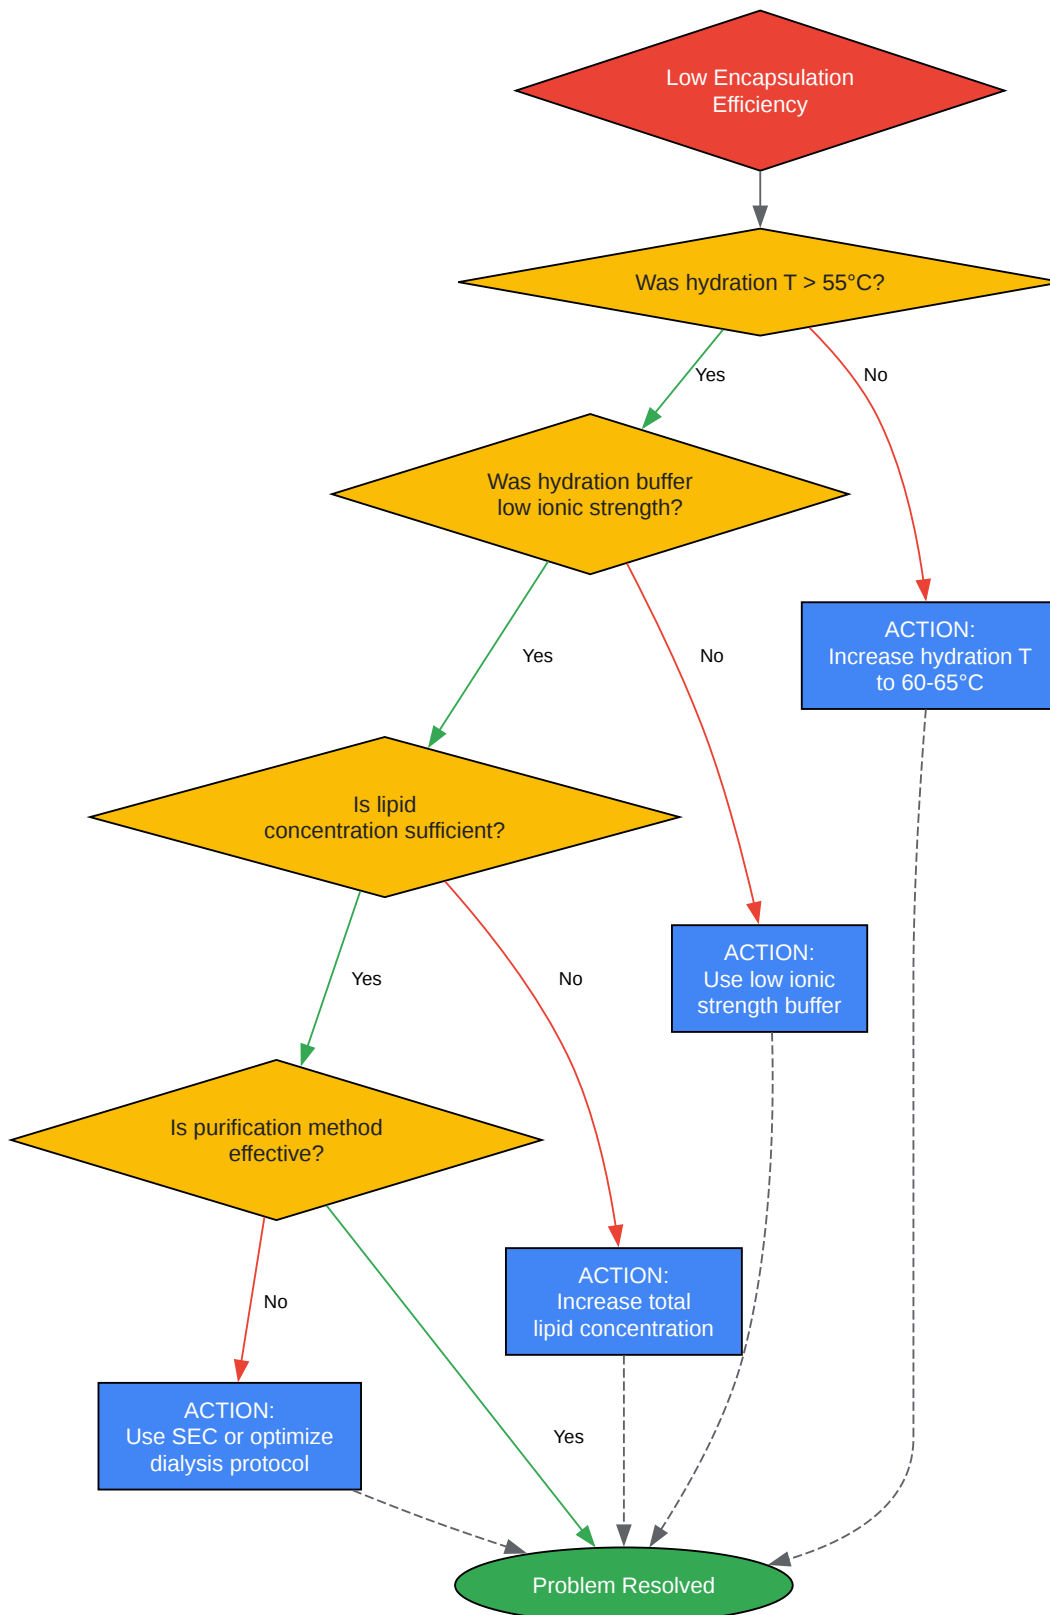 Low Encapsulation
Efficiency
Was hydration T > 55°C?
Yes
No
Was hydration buffer
low ionic strength?
ACTION:
Increase hydration T
to 60-65°C
Yes
No
Is lipid
concentration sufficient?
ACTION:
Use low ionic
strength buffer
Yes
No
Is purification method
effective?
ACTION:
Increase total
lipid concentration
No
ACTION:
Use SEC or optimize
dialysis protocol
Yes
Problem Resolved